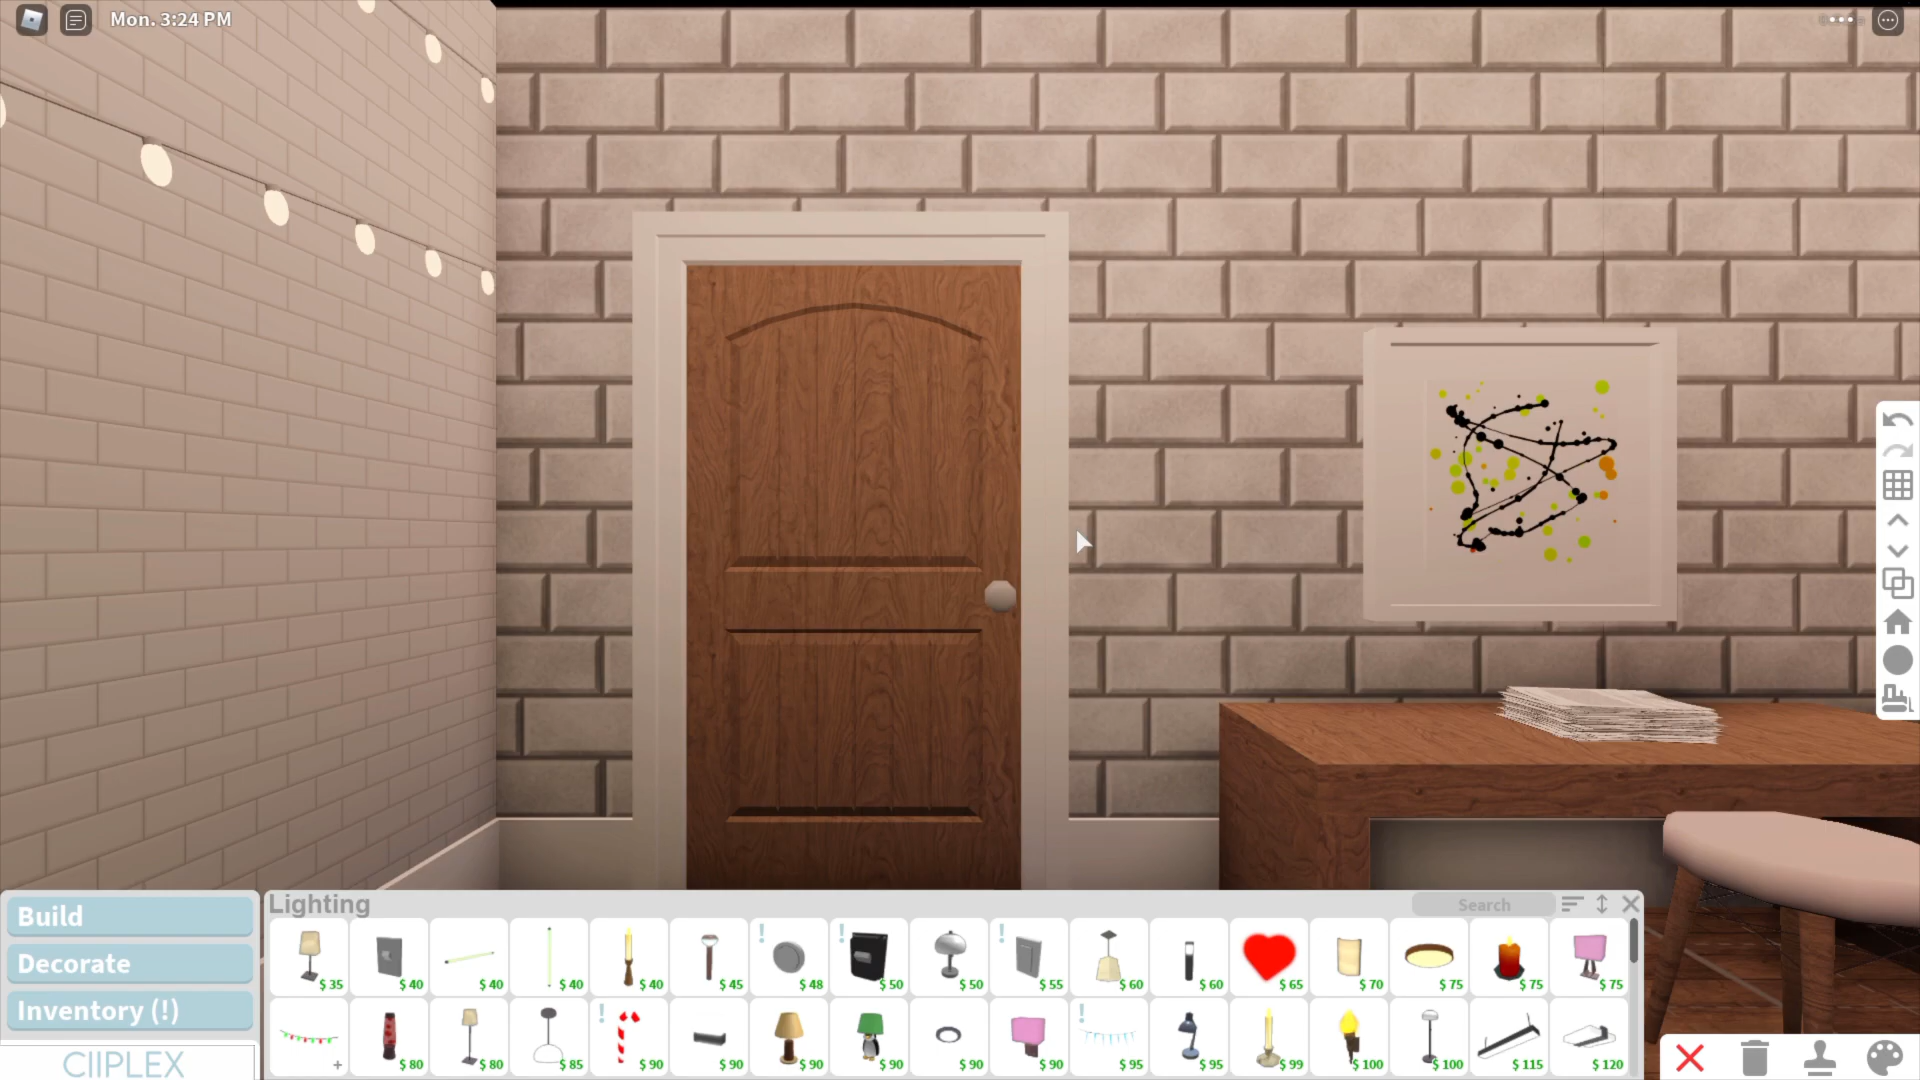 Mon. 3:24 PM
Build
Decorate
Inventory (!)
CIIPLEX
Lighting
Search
$ 35
$ 40
$ 40
$ 40
$ 40
$ 45
! $ 48
! $ 50
$ 50
! $ 55
$ 60
$ 60
$ 65
$ 70
$ 75
$ 75
$ 75
+
$ 80
$ 80
$ 85
! $ 90
$ 90
$ 90
$ 90
$ 90
$ 90
! $ 95
$ 95
$ 99
$ 100
$ 100
$ 115
$ 120